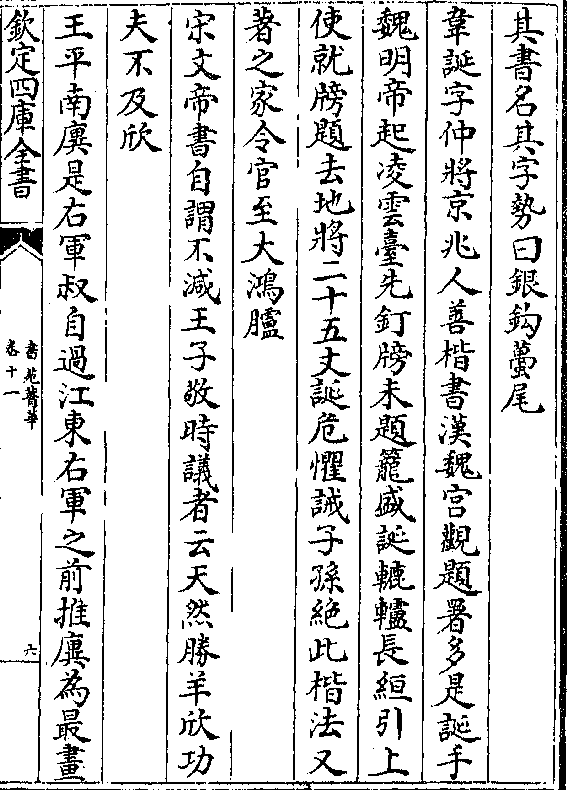 其書名其字勢曰銀鈎蠆尾
韋誕字仲將京兆人善楷書漢魏宮觀題署多是誕手
魏明帝起凌雲臺先釘牓未題籠盛誕轆轤長絙引上
使就牓題去地將二十五丈誕危懼誡子孫絶此楷法又
著之家令官至大鴻臚
宋文帝書自謂不減王子敬時議者云天然勝羊欣功
夫不及欣
王平南廙是右軍叔自過江東右軍之前推廙為最畫
欽定四庫全書
書苑菁華
卷十一
六